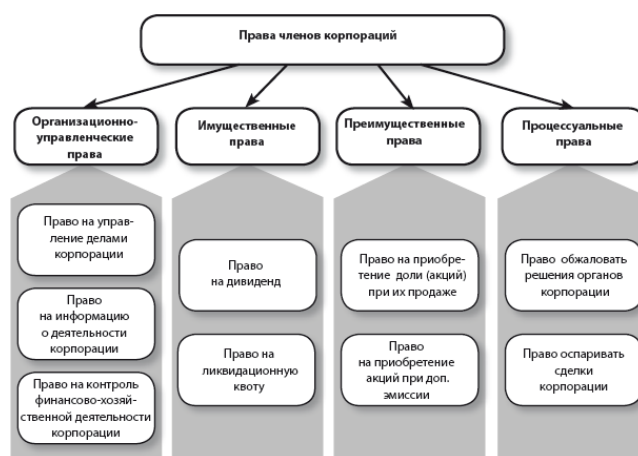 Права членов корпораций
Организационно-
управленческие
права
Имущественные
права
Преимущественные
права
Процессуальные
права
Право на управ-
ление делами
корпорации
Право
на информацию
о деятельности
корпорации
Право на контроль
финансово-хозяй-
ственной деятельности
корпорации
Право
на дивиденд
Право на
ликвидационную
квоту
Право на приобре-
тение доли (акций)
при их продаже
Право
на приобретение
акций при доп.
эмиссии
Право обжаловать
решения органов
корпорации
Право оспаривать
сделки
корпорации